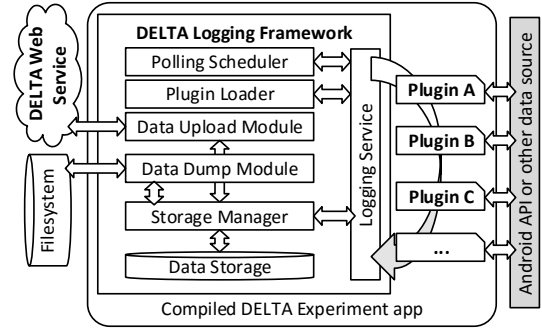 DELTA Logging Framework
DELTA Web
Service
Polling Scheduler
Plugin Loader
Data Upload Module
Data Dump Module
Storage Manager
Data Storage
Filesystem
Logging Service
Plugin A
Plugin B
Plugin C
...
Android API or other data source
Compiled DELTA Experiment app